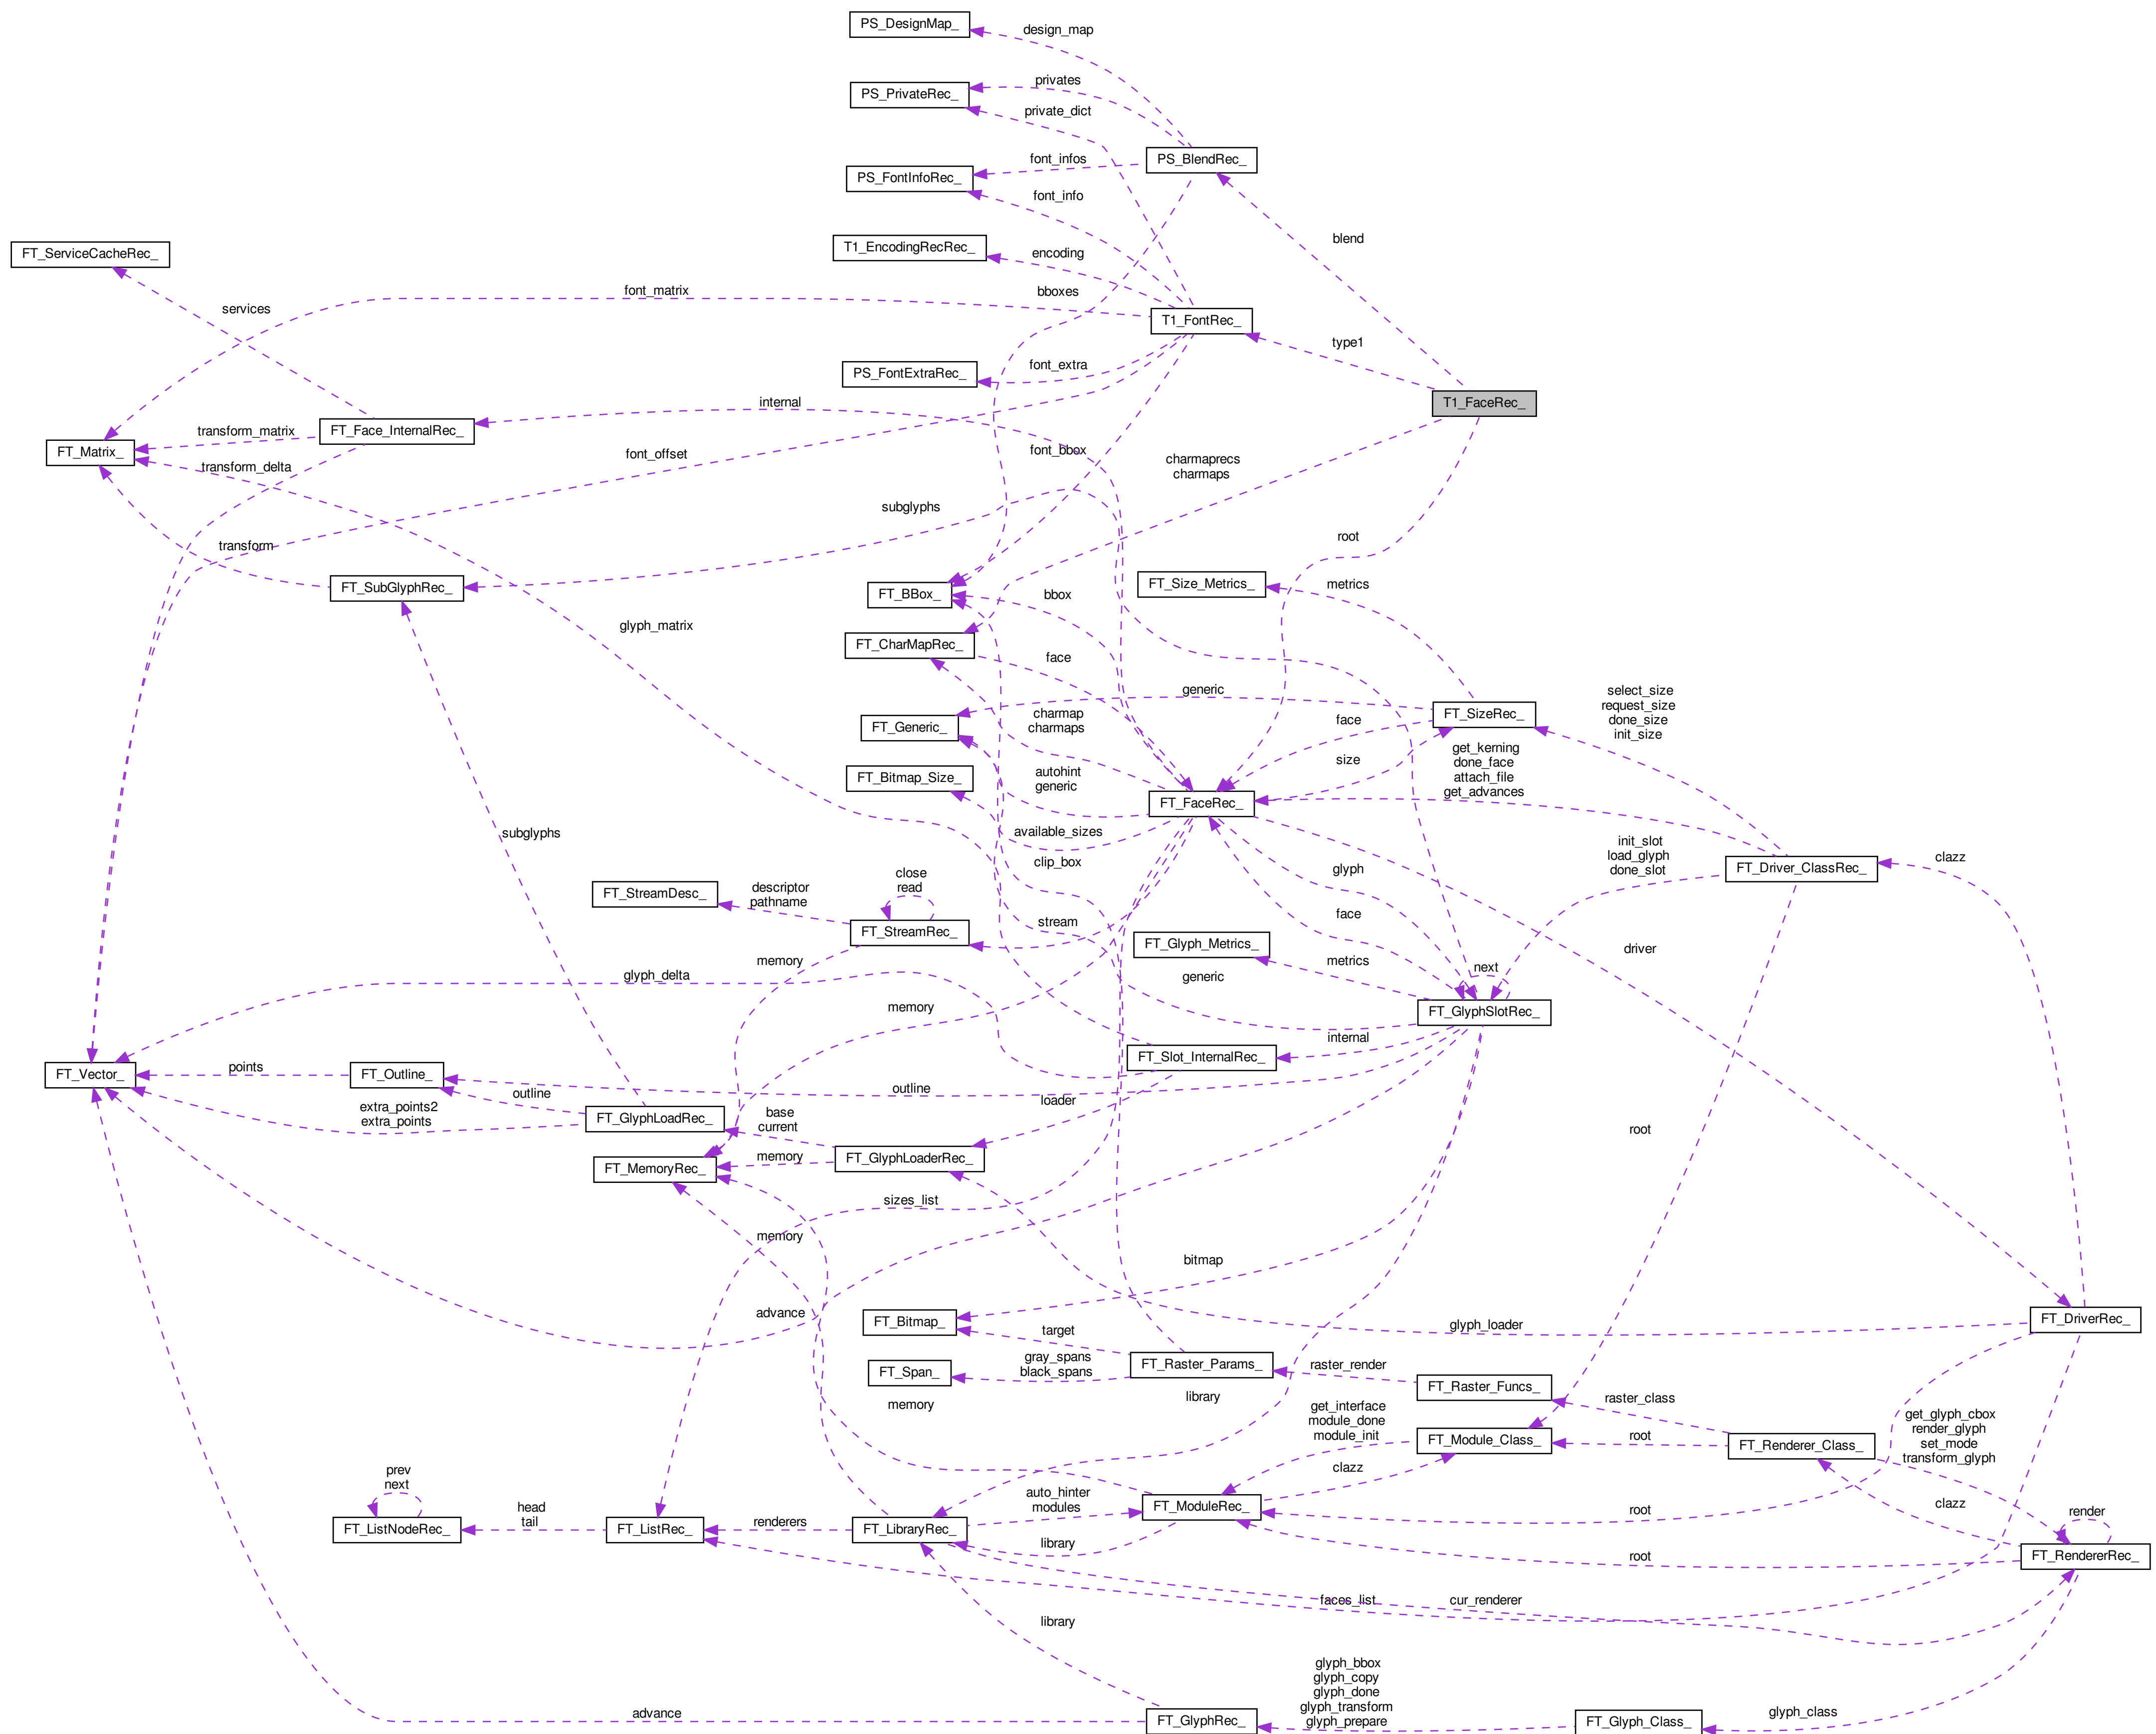 PS_DesignMap_
design_map
privates
PS_PrivateRec_
private_dict
PS_BlendRec_
font_infos
PS_FontInfoRec_
font_info
blend
T1_EncodingRecRec_
FT_ServiceCacheRec_
encoding
font_matrix
bboxes
services
T1_FontRec_
type1
font_extra
PS_FontExtraRec_
T1_FaceRec_
internal
FT_Face_InternalRec_
transform_matrix
FT_Matrix_
font_bbox
font_offset
charmaprecs
charmaps
transform_delta
subglyphs
root
transform
FT_Size_Metrics_
metrics
FT_SubGlyphRec_
FT_BBox_
bbox
glyph_matrix
FT_CharMapRec_
face
generic
select_size
request_size
done_size
init_size
FT_SizeRec_
charmap
charmaps
FT_Generic_
face
size
get_kerning
done_face
attach_file
get_advances
autohint
generic
FT_Bitmap_Size_
FT_FaceRec_
available_sizes
subglyphs
init_slot
load_glyph
done_slot
clazz
clip_box
glyph
FT_Driver_ClassRec_
close
read
descriptor
pathname
FT_StreamDesc_
face
stream
FT_StreamRec_
FT_Glyph_Metrics_
driver
memory
metrics
next
glyph_delta
generic
memory
FT_GlyphSlotRec_
internal
FT_Slot_InternalRec_
FT_Vector_
points
FT_Outline_
outline
outline
loader
extra_points2
extra_points
FT_GlyphLoadRec_
base
current
root
memory
FT_GlyphLoaderRec_
FT_MemoryRec_
sizes_list
memory
bitmap
advance
FT_Bitmap_
target
glyph_loader
FT_DriverRec_
gray_spans
black_spans
FT_Span_
FT_Raster_Params_
raster_render
FT_Raster_Funcs_
raster_class
memory
library
get_interface
module_done
module_init
get_glyph_cbox
render_glyph
set_mode
transform_glyph
FT_Module_Class_
root
FT_Renderer_Class_
clazz
prev
next
head
tail
auto_hinter
modules
FT_ModuleRec_
root
clazz
render
FT_ListNodeRec_
FT_ListRec_
renderers
FT_LibraryRec_
library
root
FT_RendererRec_
faces_list
cur_renderer
library
glyph_bbox
glyph_copy
glyph_done
glyph_transform
glyph_prepare
advance
FT_GlyphRec_
FT_Glyph_Class_
glyph_class